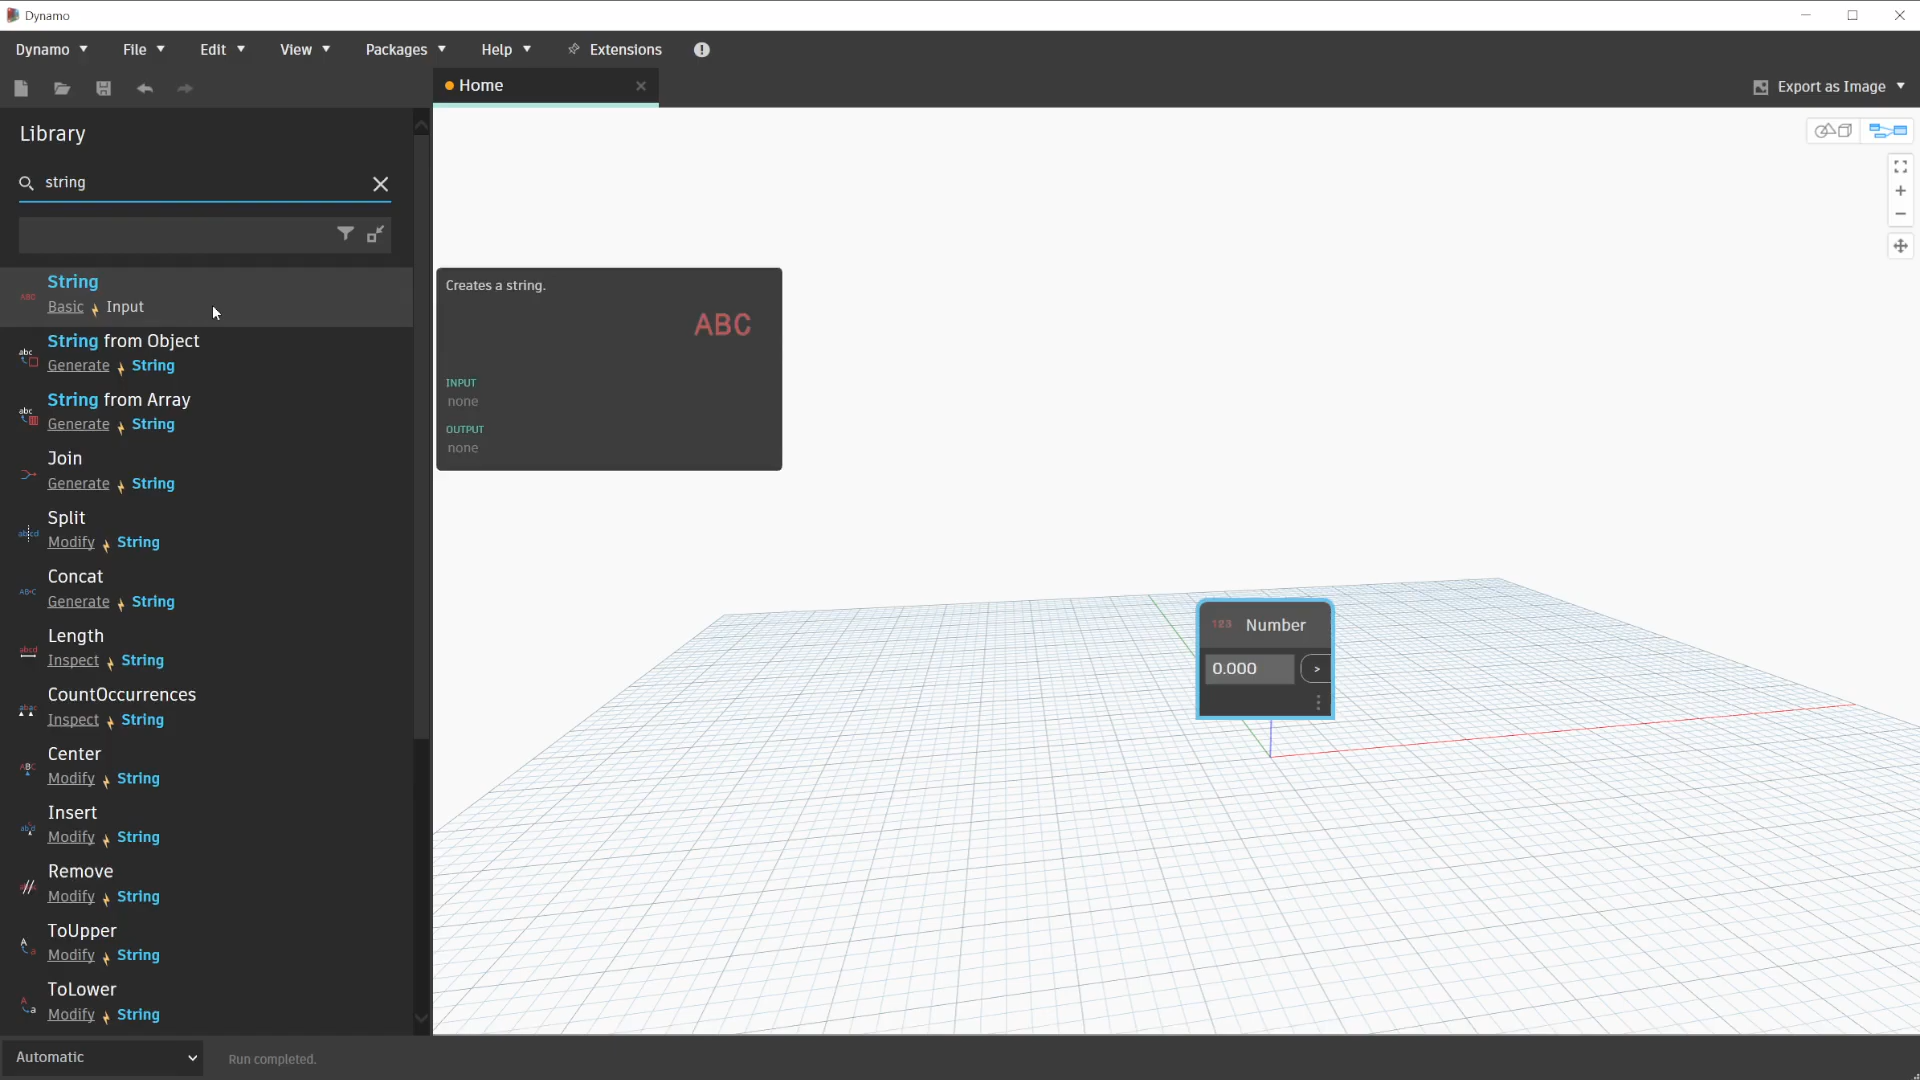 Dynamo
Dynamo File Edit View Packages Help Extensions
Home
Export as Image
Library
string
String
Basic Input
String from Object
Generate String
String from Array
Generate String
Join
Generate String
Split
Modify String
Concat
Generate String
Length
Inspect String
CountOccurrences
Inspect String
Center
Modify String
Insert
Modify String
Remove
Modify String
ToUpper
Modify String
ToLower
Modify String
Creates a string.
ABC
INPUT
none
OUTPUT
none
123 Number
0.000 >
Automatic
Run completed.